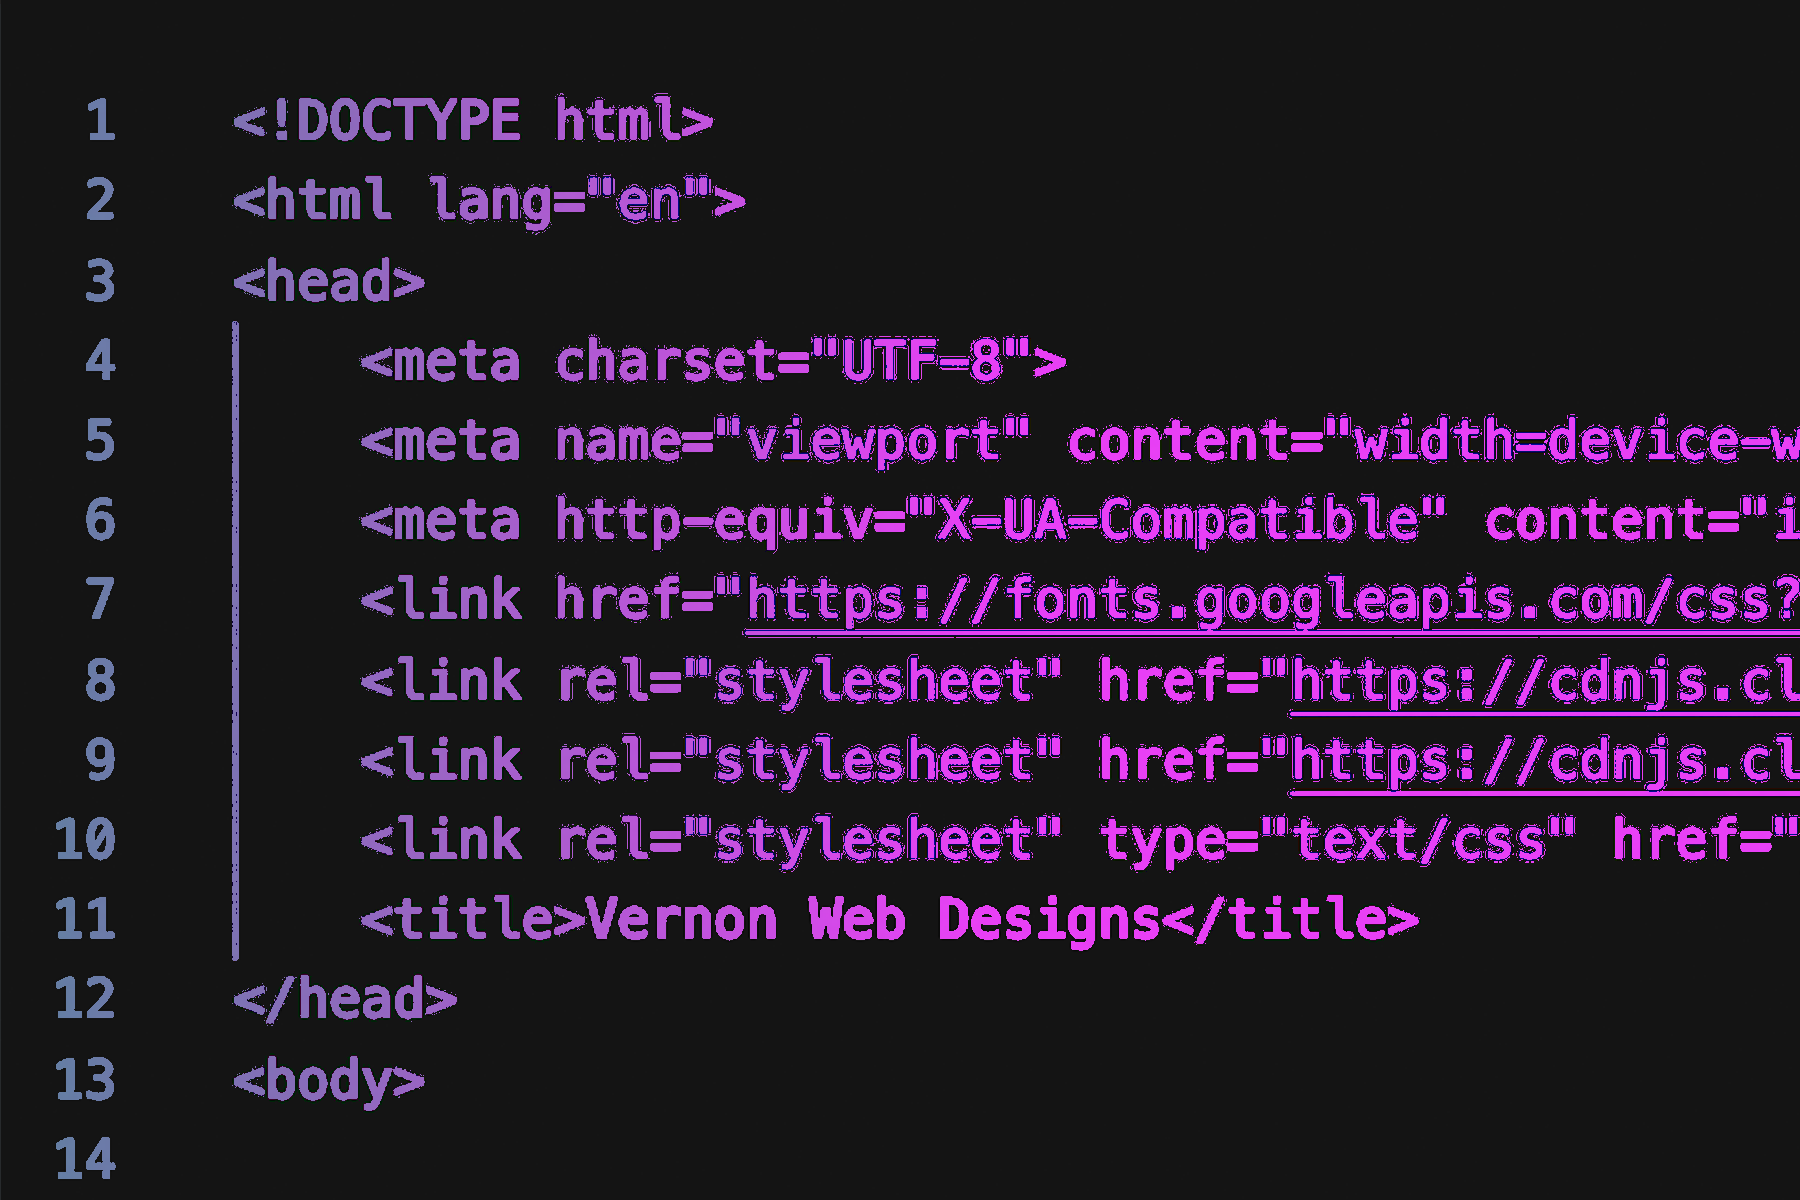 1 <!DOCTYPE html>
2 <html lang="en">
3 <head>
4 <meta charset="UTF-8">
5 <meta name="viewport" content="width=device-w
6 <meta http-equiv="X-UA-Compatible" content="i
7 <link href="https://fonts.googleapis.com/css?
8 <link rel="stylesheet" href="https://cdnjs.cl
9 <link rel="stylesheet" href="https://cdnjs.cl
10 <link rel="stylesheet" type="text/css" href="
11 <title>Vernon Web Designs</title>
12 </head>
13 <body>
14